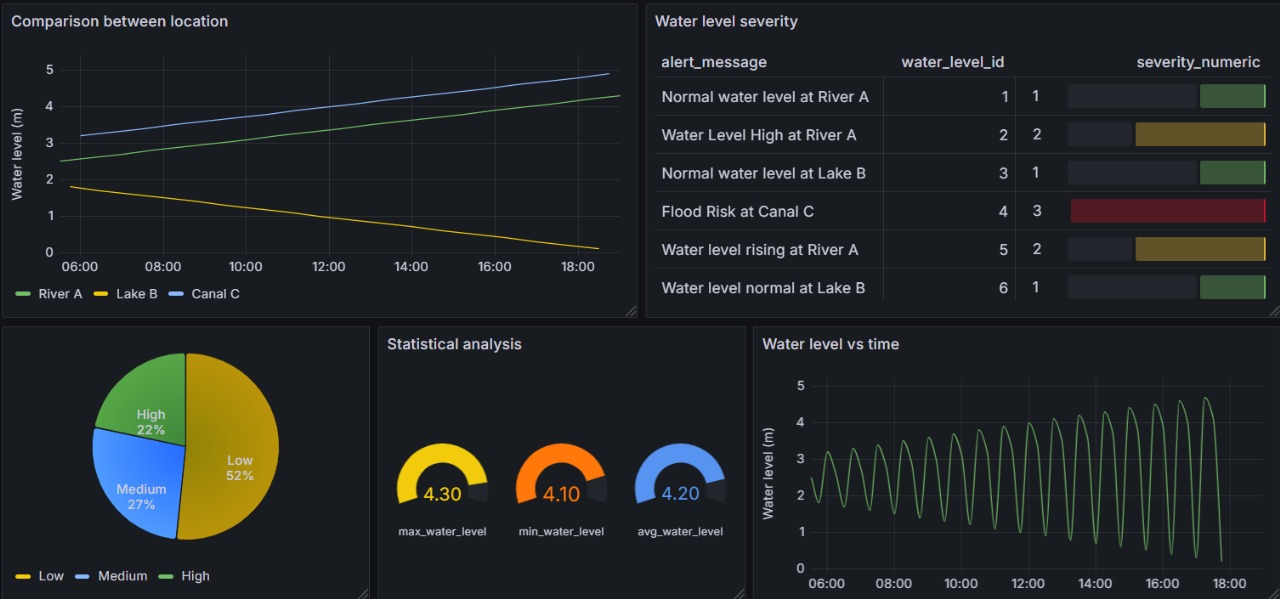 Comparison between location
Water level (m)
5
4
3
2
1
0
06:00 08:00 10:00 12:00 14:00 16:00 18:00
River A Lake B Canal C
Water level severity
alert_message water_level_id severity_numeric
Normal water level at River A 1 1
Water Level High at River A 2 2
Normal water level at Lake B 3 1
Flood Risk at Canal C 4 3
Water level rising at River A 5 2
Water level normal at Lake B 6 1
High
22%
Low
52%
Medium
27%
Low Medium High
Statistical analysis
4.30 4.10 4.20
max_water_level min_water_level avg_water_level
Water level vs time
Water level (m)
5
4
3
2
1
0
06:00 08:00 10:00 12:00 14:00 16:00 18:00